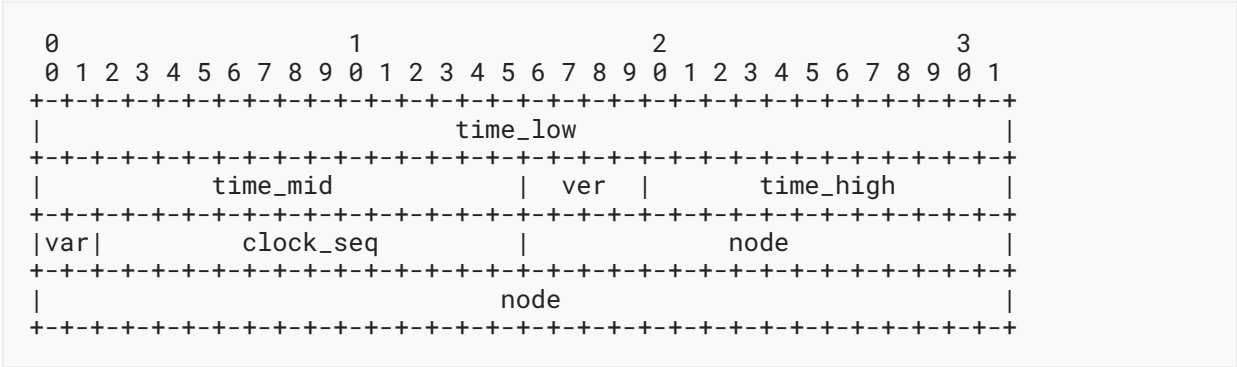 0                   1                   2                   3
 0 1 2 3 4 5 6 7 8 9 0 1 2 3 4 5 6 7 8 9 0 1 2 3 4 5 6 7 8 9 0 1
+-+-+-+-+-+-+-+-+-+-+-+-+-+-+-+-+-+-+-+-+-+-+-+-+-+-+-+-+-+-+-+-+
|                           time_low                            |
+-+-+-+-+-+-+-+-+-+-+-+-+-+-+-+-+-+-+-+-+-+-+-+-+-+-+-+-+-+-+-+-+
|           time_mid            |  ver  |       time_high       |
+-+-+-+-+-+-+-+-+-+-+-+-+-+-+-+-+-+-+-+-+-+-+-+-+-+-+-+-+-+-+-+-+
|var|         clock_seq         |             node              |
+-+-+-+-+-+-+-+-+-+-+-+-+-+-+-+-+-+-+-+-+-+-+-+-+-+-+-+-+-+-+-+-+
|                              node                             |
+-+-+-+-+-+-+-+-+-+-+-+-+-+-+-+-+-+-+-+-+-+-+-+-+-+-+-+-+-+-+-+-+